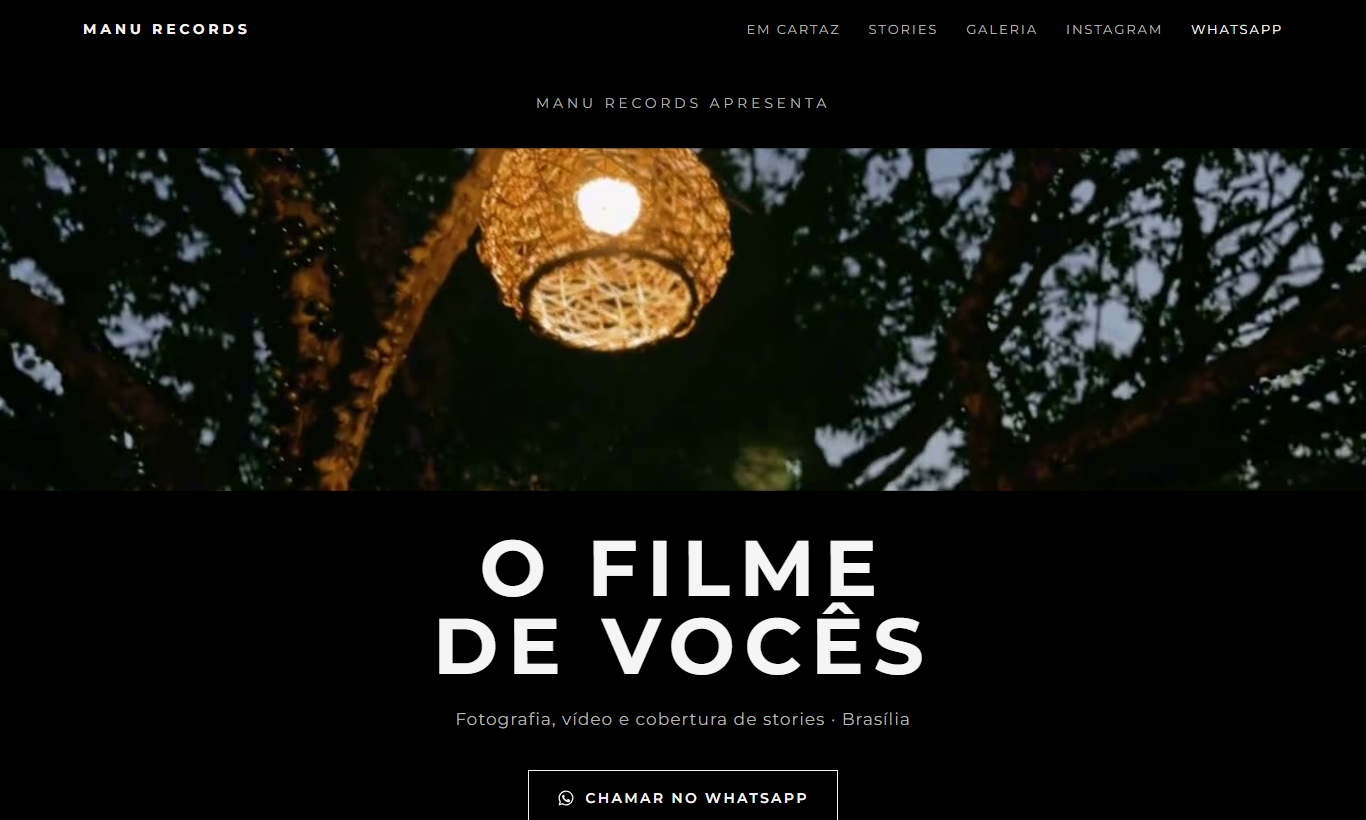 MANU RECORDS
EM CARTAZ STORIES GALERIA INSTAGRAM WHATSAPP
MANU RECORDS APRESENTA
O FILME
DE VOCÊS
Fotografia, vídeo e cobertura de stories · Brasília
CHAMAR NO WHATSAPP